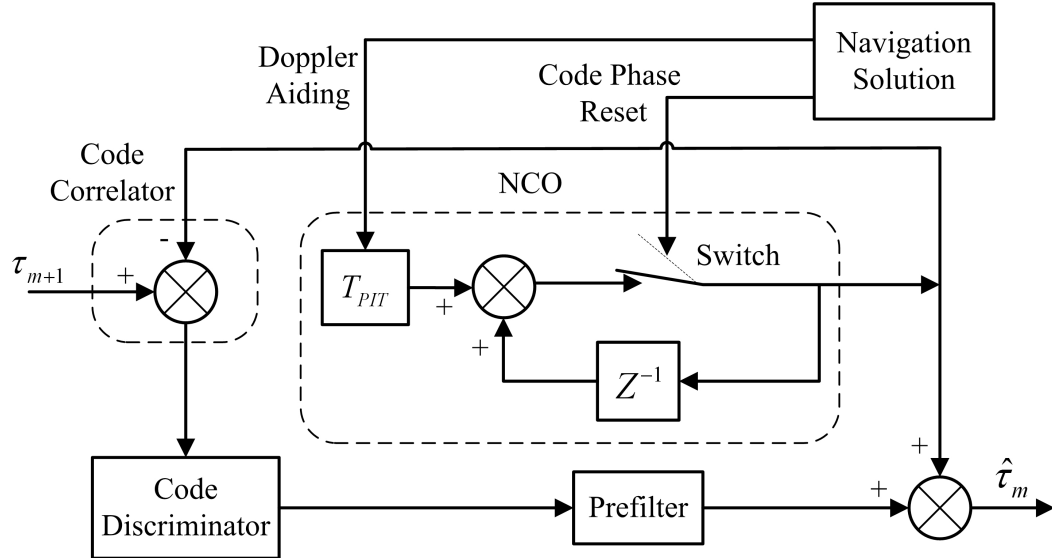 Navigation
Solution
Doppler
Aiding
Code Phase
Reset
Code
Correlator
NCO
-
Switch
τ_{m+1}
+
T_{PIT}
+
+
Z^{-1}
+
τ̂_m
Code
Discriminator
Prefilter
+